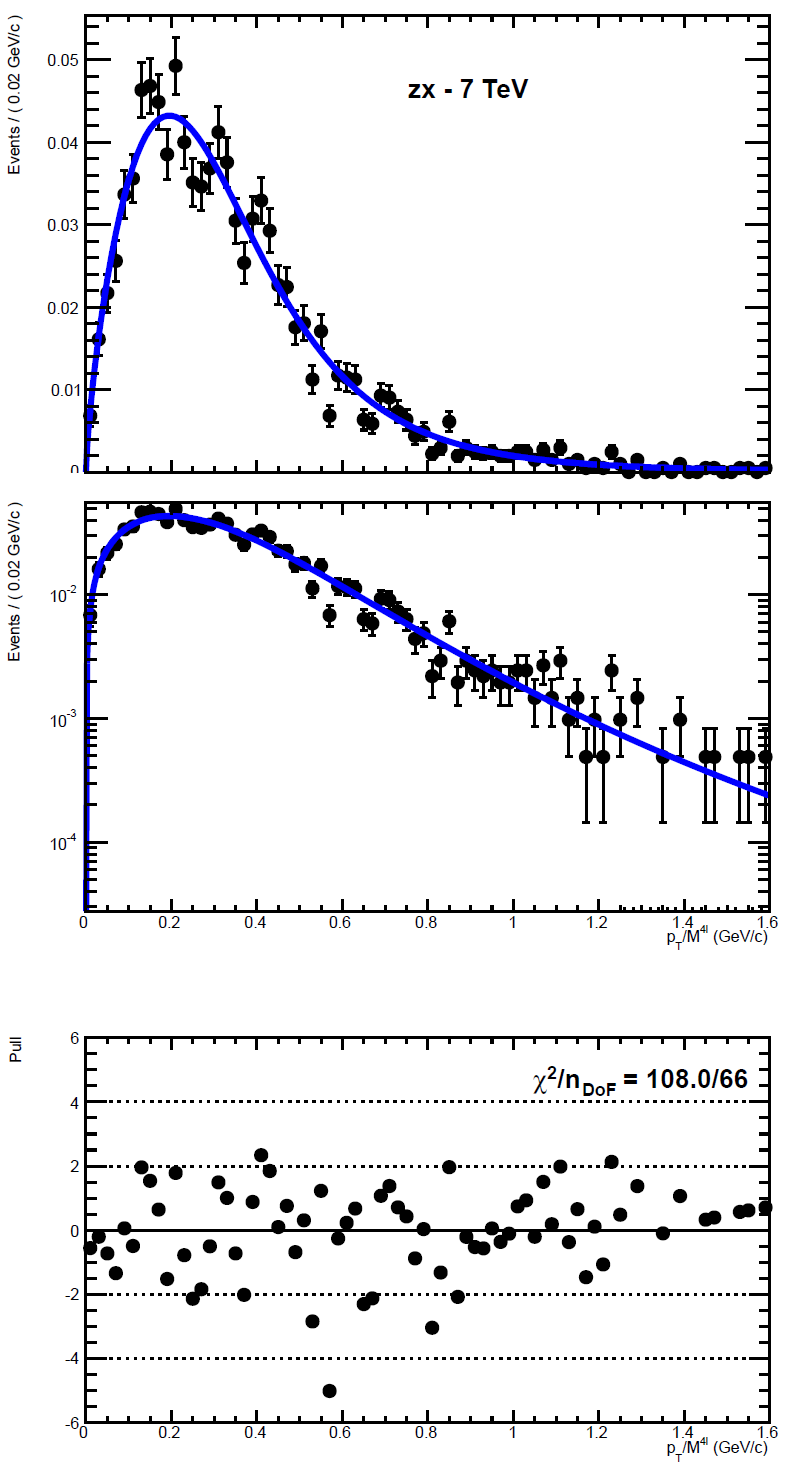 Events / ( 0.02 GeV/c )
zx - 7 TeV
0.05
0.04
0.03
0.02
0.01
0
Events / ( 0.02 GeV/c )
10⁻²
10⁻³
10⁻⁴
0 0.2 0.4 0.6 0.8 1 1.2 1.4 1.6
p_T/M^4l (GeV/c)
Pull
χ²/n_DoF = 108.0/66
6
4
2
0
-2
-4
-6
0 0.2 0.4 0.6 0.8 1 1.2 1.4 1.6
p_T/M^4l (GeV/c)